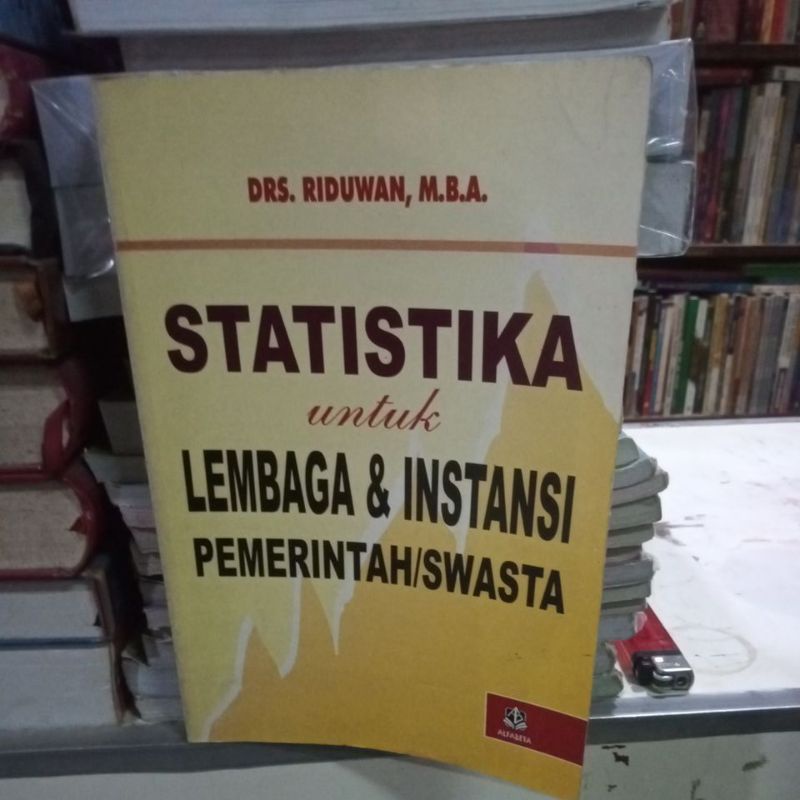 DRS. RIDUWAN, M.B.A.
STATISTIKA
untuk
LEMBAGA & INSTANSI
PEMERINTAH/SWASTA
ALFABETA